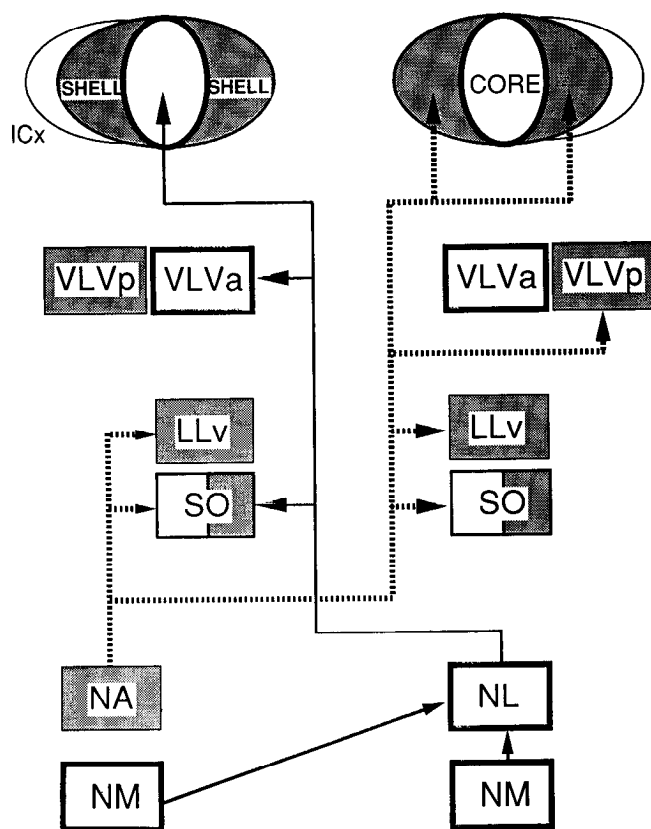 SHELL SHELL CORE
ICx
VLVp VLVa VLVa VLVp
LLv LLv
SO SO
NA NL
NM NM